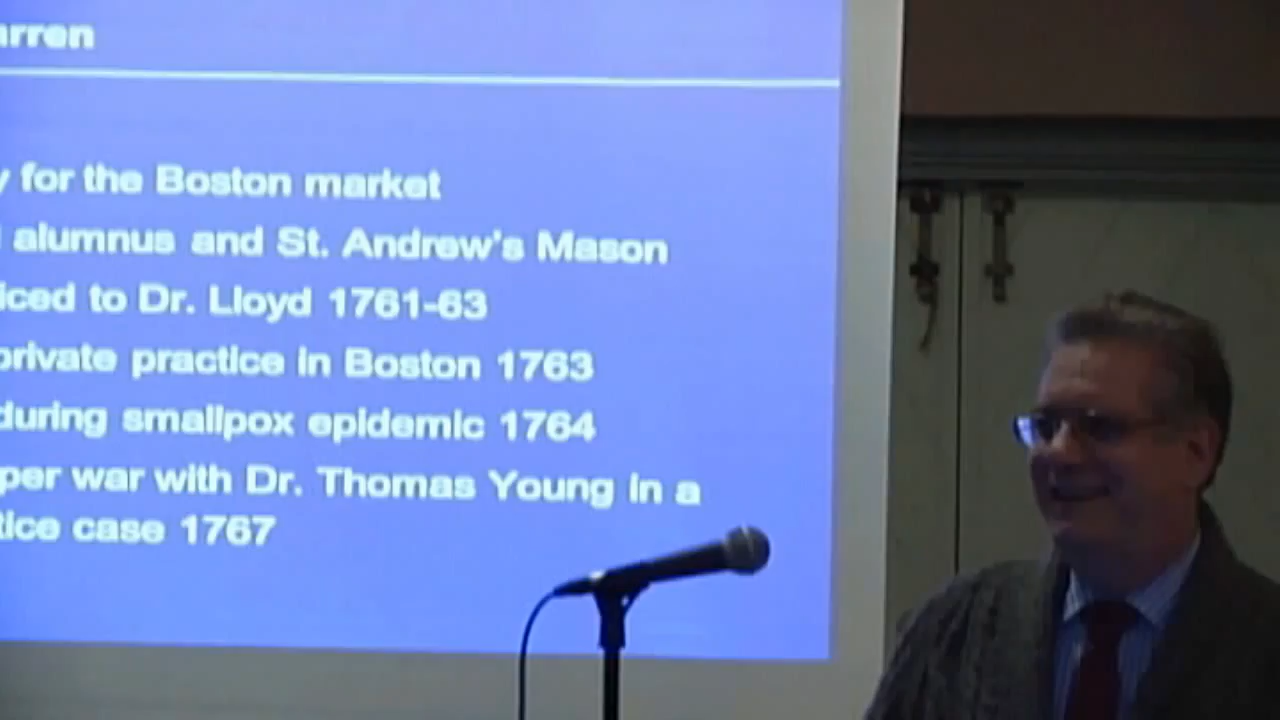 arren
y for the Boston market
alumnus and St. Andrew's Mason
iced to Dr. Lloyd 1761-63
private practice in Boston 1763
during smallpox epidemic 1764
per war with Dr. Thomas Young in a
tice case 1767